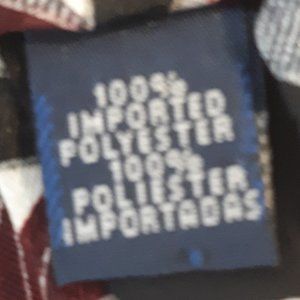 100%
IMPORTED
POLYESTER
100%
POLIESTER
IMPORTADAS